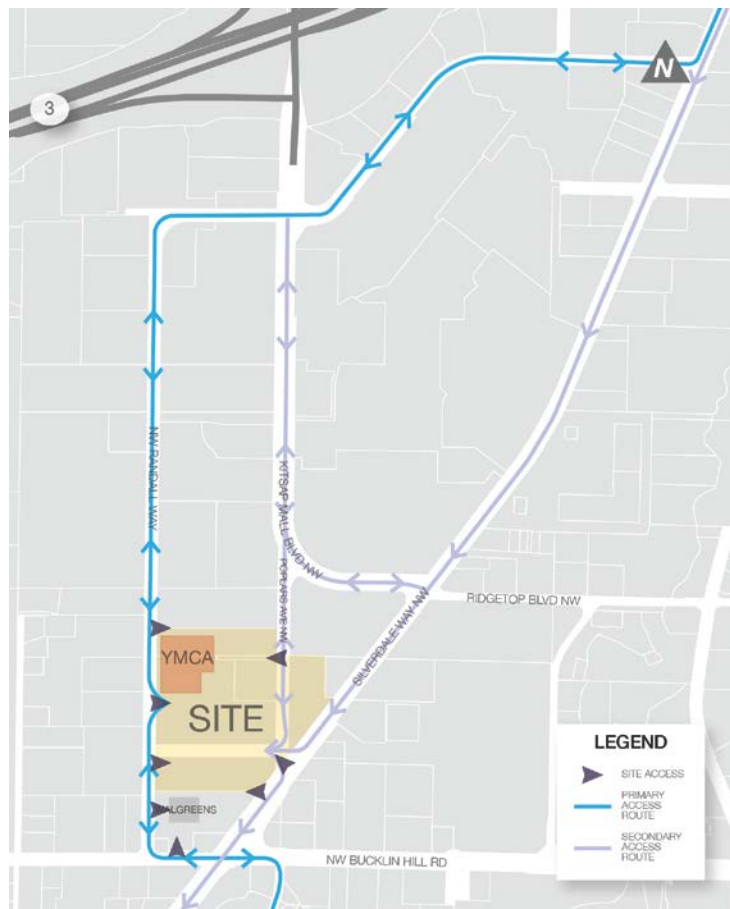 N
3
NW RANDALL WAY
KITSAP MALL BLVD NW
POPLARS AVE NW
SILVERDALE WAY NW
RIDGETOP BLVD NW
YMCA
SITE
WALGREENS
NW BUCKLIN HILL RD
LEGEND
SITE ACCESS
PRIMARY
ACCESS
ROUTE
SECONDARY
ACCESS
ROUTE